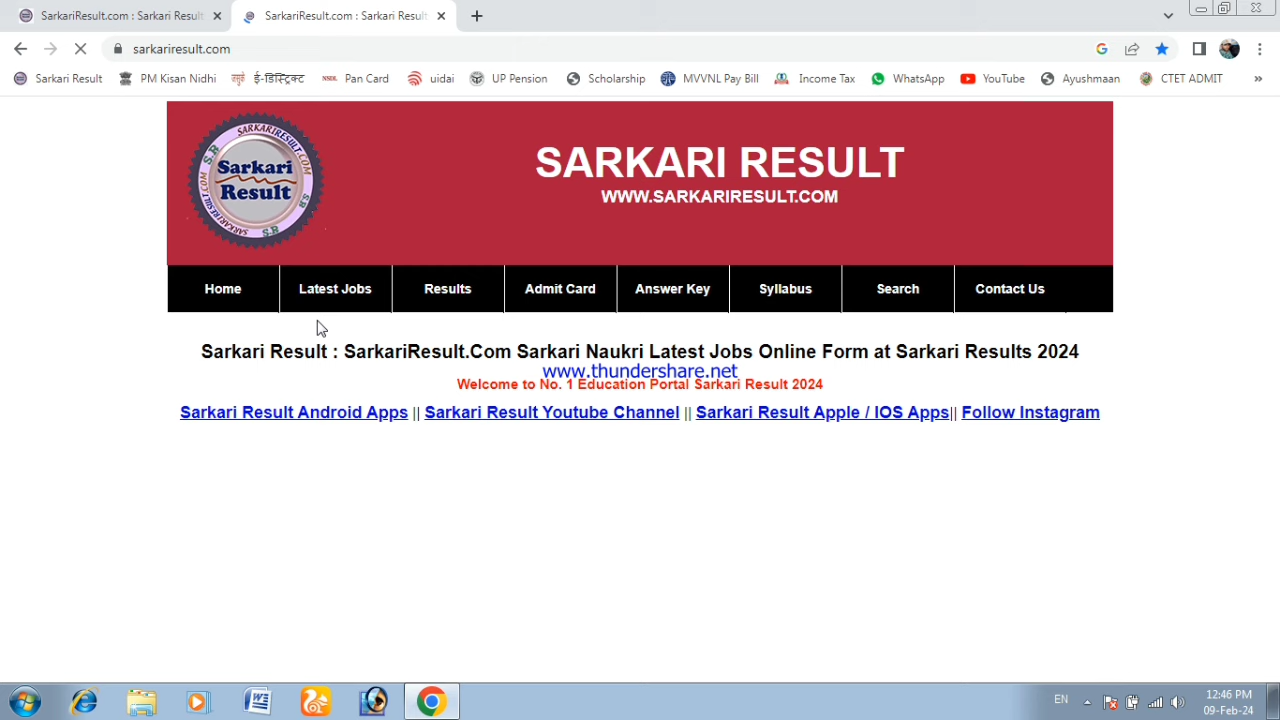 SarkariResult.com : Sarkari Result
SarkariResult.com : Sarkari Result
sarkariresult.com
Sarkari Result PM Kisan Nidhi ई-डिस्ट्रिक्ट NSDL Pan Card uidai UP Pension Scholarship MVVNL Pay Bill Income Tax WhatsApp YouTube Ayushmaan CTET ADMIT »
SARKARIRESULT.COM
S.R
Sarkari
Result
SARKARI RESULT
WWW.SARKARIRESULT.COM
Home Latest Jobs Results Admit Card Answer Key Syllabus Search Contact Us
Sarkari Result : SarkariResult.Com Sarkari Naukri Latest Jobs Online Form at Sarkari Results 2024
www.thundershare.net
Welcome to No. 1 Education Portal Sarkari Result 2024
Sarkari Result Android Apps || Sarkari Result Youtube Channel || Sarkari Result Apple / IOS Apps|| Follow Instagram
EN
12:46 PM
09-Feb-24